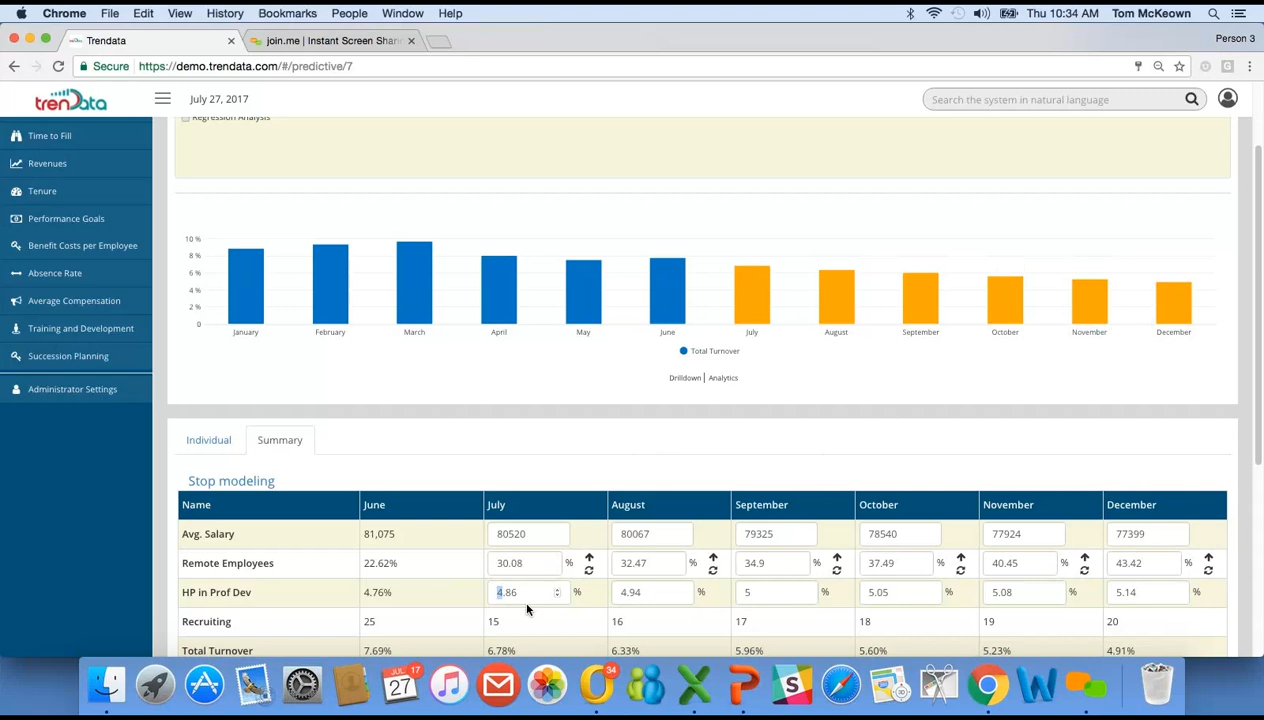 Chrome File Edit View History Bookmarks People Window Help Thu 10:34 AM Tom McKeown
Trendata join.me | Instant Screen Shari Person 3
Secure https://demo.trendata.com/#/predictive/7
trenData July 27, 2017 Search the system in natural language
Time to Fill
Revenues
Tenure
Performance Goals
Benefit Costs per Employee
Absence Rate
Average Compensation
Training and Development
Succession Planning
Administrator Settings
Regression Analysis
10 %
8 %
6 %
4 %
2 %
0
January February March April May June July August September October November December
Total Turnover
Drilldown | Analytics
Individual Summary
Stop modeling
Name June July August September October November December
Avg. Salary 81,075 80520 80067 79325 78540 77924 77399
Remote Employees 22.62% 30.08 % 32.47 % 34.9 % 37.49 % 40.45 % 43.42 %
HP in Prof Dev 4.76% 4.86 % 4.94 % 5 % 5.05 % 5.08 % 5.14 %
Recruiting 25 15 16 17 18 19 20
Total Turnover 7.69% 6.78% 6.33% 5.96% 5.60% 5.23% 4.91%
JUL 17
27
34